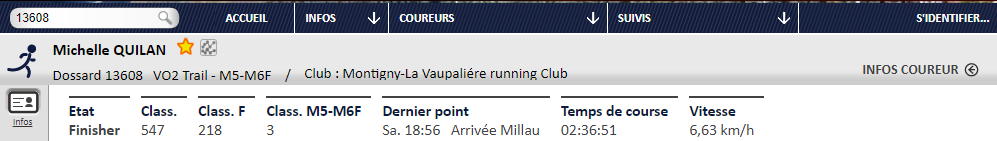 13608 ACCUEIL INFOS COUREURS SUIVIS S'IDENTIFIER...
Michelle QUILAN
Dossard 13608 VO2 Trail - M5-M6F / Club : Montigny-La Vaupaliére running Club INFOS COUREUR
infos
Etat Class. Class. F Class. M5-M6F Dernier point Temps de course Vitesse
Finisher 547 218 3 Sa. 18:56 Arrivée Millau 02:36:51 6,63 km/h